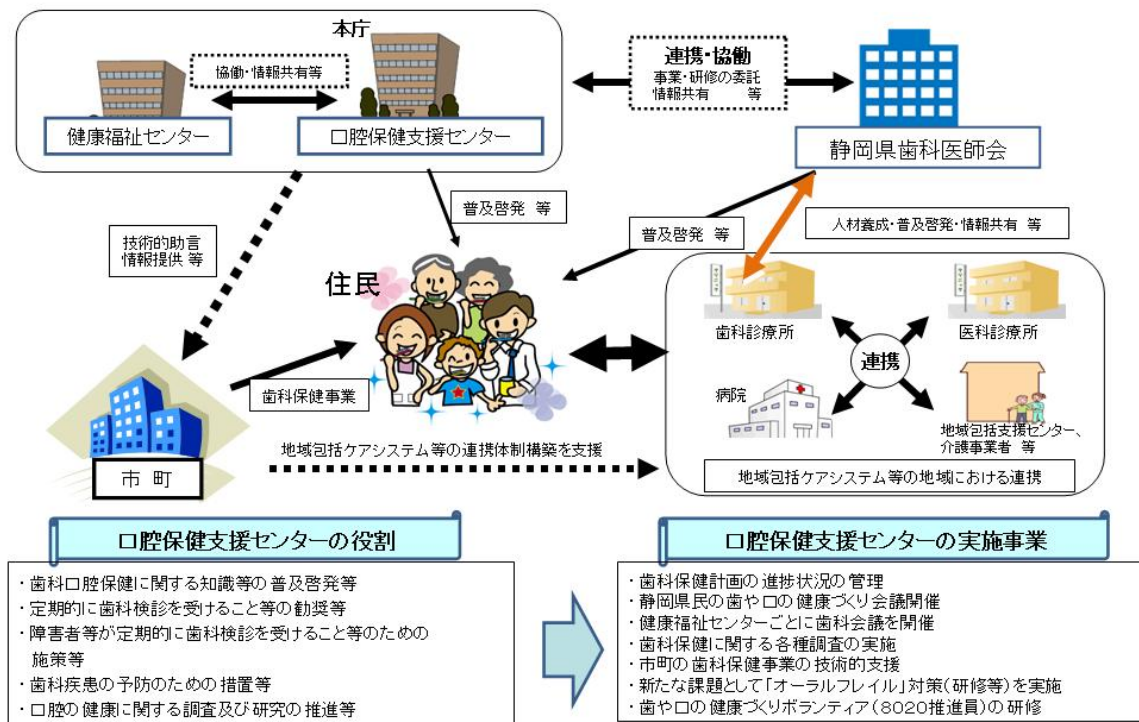 本庁
協働・情報共有等
健康福祉センター
口腔保健支援センター
連携・協働
事業・研修の委託
情報共有 等
静岡県歯科医師会
普及啓発 等
普及啓発 等
人材養成・普及啓発・情報共有 等
技術的助言
情報提供 等
住民
歯科診療所
医科診療所
連携
病院
地域包括支援センター、
介護事業者 等
地域包括ケアシステム等の地域における連携
歯科保健事業
地域包括ケアシステム等の連携体制構築を支援
市 町
口腔保健支援センターの役割
・歯科口腔保健に関する知識等の普及啓発等
・定期的に歯科検診を受けること等の勧奨等
・障害者等が定期的に歯科検診を受けること等のための
施策等
・歯科疾患の予防のための措置等
・口腔の健康に関する調査及び研究の推進等
口腔保健支援センターの実施事業
・歯科保健計画の進捗状況の管理
・静岡県民の歯や口の健康づくり会議開催
・健康福祉センターごとに歯科会議を開催
・歯科保健に関する各種調査の実施
・市町の歯科保健事業の技術的支援
・新たな課題として「オーラルフレイル」対策(研修等)を実施
・歯や口の健康づくりボランティア(8020推進員)の研修